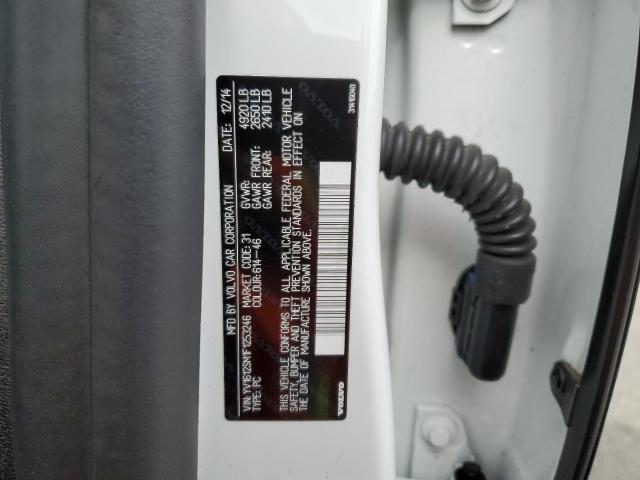 MFD BY VOLVO CAR CORPORATION 12/14
VIN: YV1612SM1F1253246 MARKET CODE: 31
TYPE: PC COLOUR: 614-46
GVWR: 4920 LB
GAWR FRONT: 2650 LB
GAWR REAR: 2410 LB
THIS VEHICLE CONFORMS TO ALL APPLICABLE FEDERAL MOTOR VEHICLE
SAFETY, BUMPER AND THEFT PREVENTION STANDARDS IN EFFECT ON
THE DATE OF MANUFACTURE SHOWN ABOVE.
VOLVO
31419040